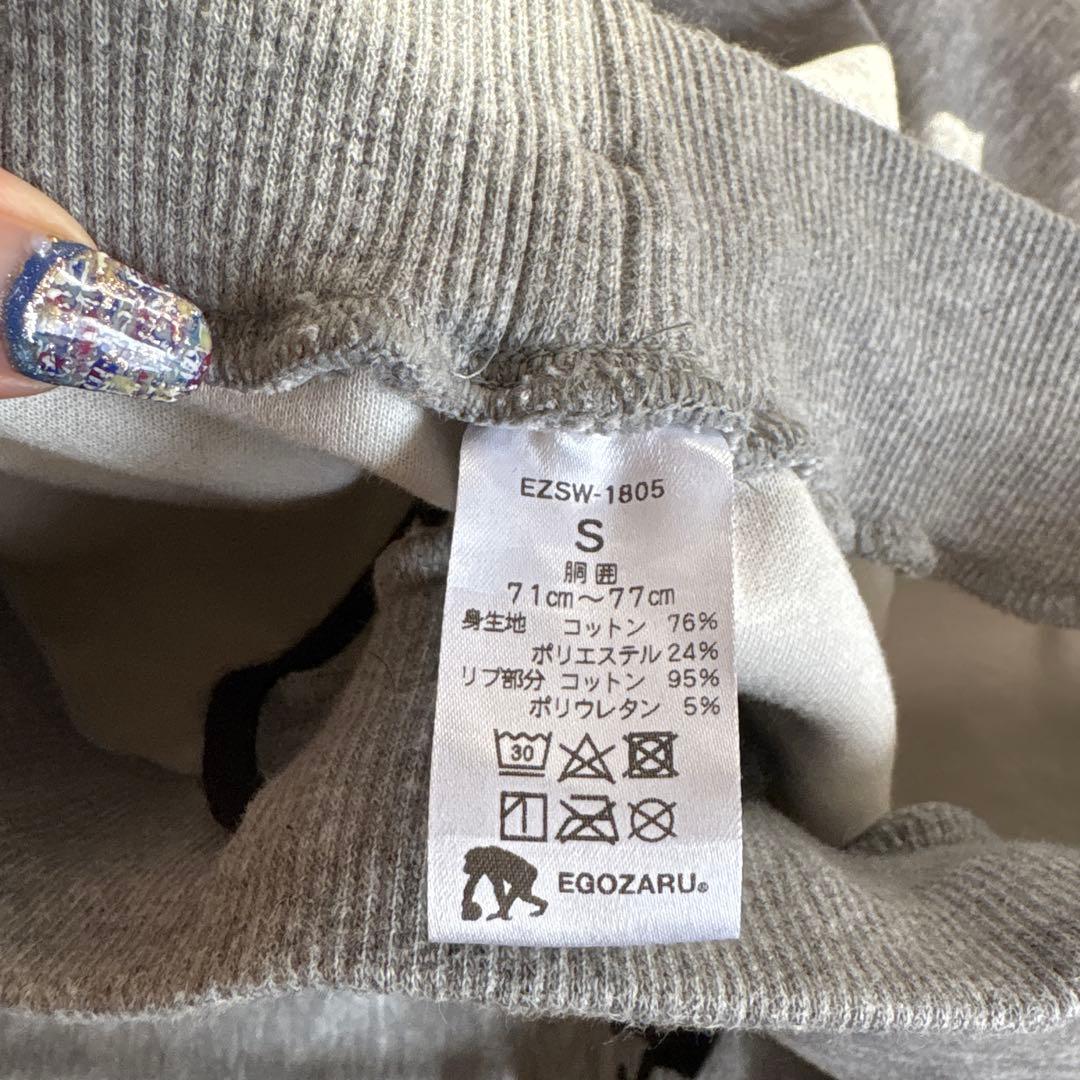 EZSW-1805
S
胴囲
71㎝～77㎝
身生地 コットン 76%
ポリエステル 24%
リブ部分 コットン 95%
ポリウレタン 5%
30
EGOZARU®